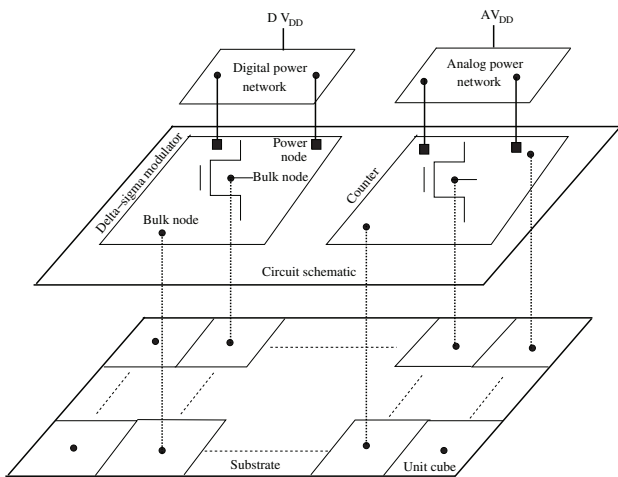 D V_DD
AV_DD
Digital power
network
Analog power
network
Delta−sigma modulator
Power
node
Bulk node
Bulk node
Counter
Circuit schematic
Substrate
Unit cube